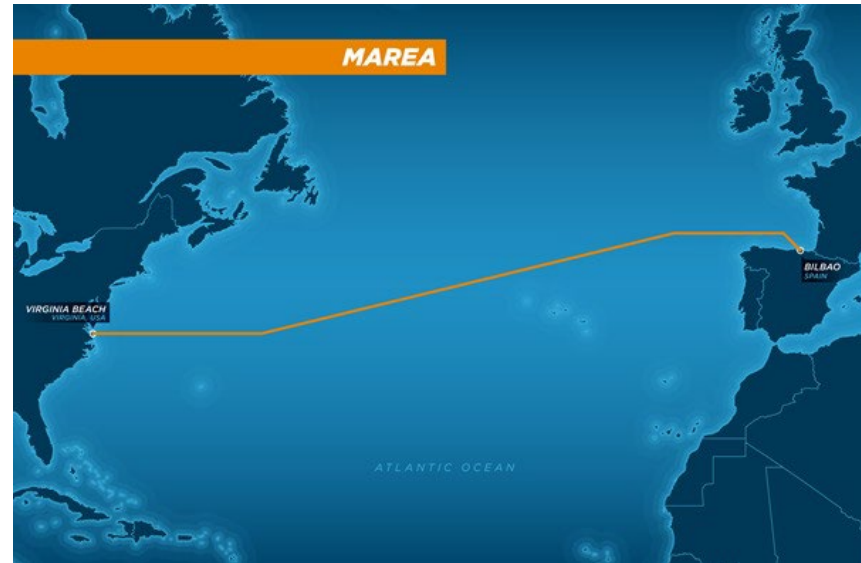 MAREA
VIRGINIA BEACH
VIRGINIA, USA
BILBAO
SPAIN
ATLANTIC OCEAN